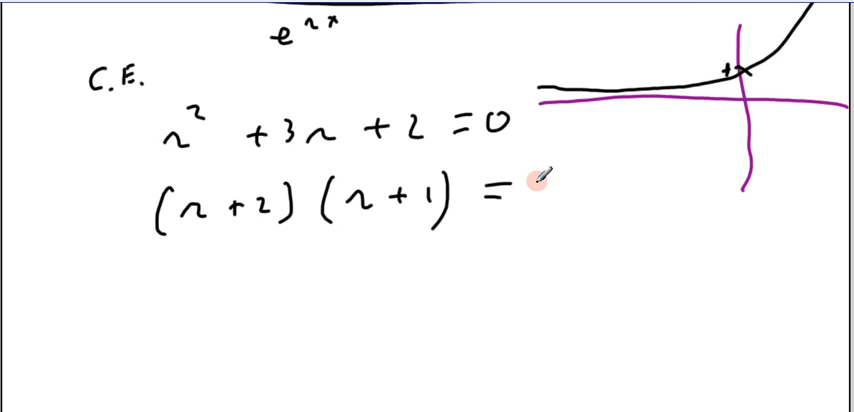 e^{rx}
C.E.
r² + 3r + 2 = 0
(r + 2) (r + 1) =